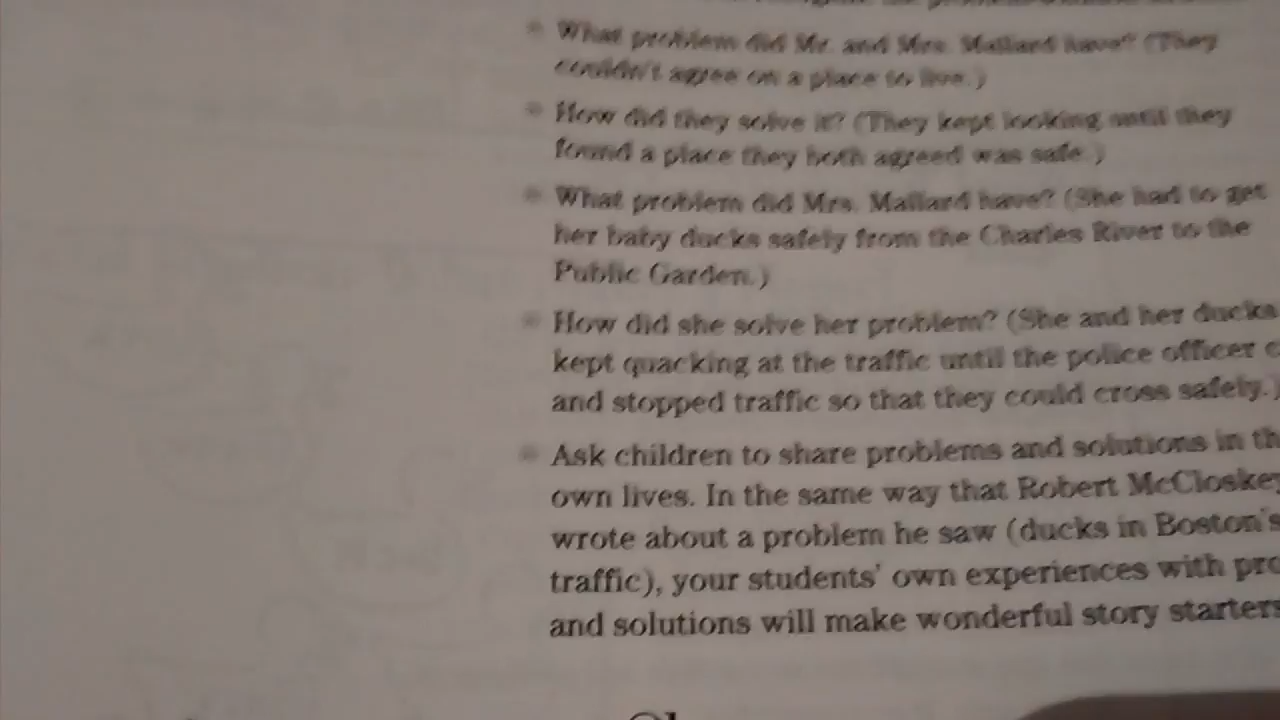 What problem did Mr. and Mrs. Mallard have? (They
couldn't agree on a place to live.)
How did they solve it? (They kept looking until they
found a place they both agreed was safe.)
What problem did Mrs. Mallard have? (She had to get
her baby ducks safely from the Charles River to the
Public Garden.)
How did she solve her problem? (She and her ducks
kept quacking at the traffic until the police officer
and stopped traffic so that they could cross safely.)
Ask children to share problems and solutions in
own lives. In the same way that Robert McCloskey
wrote about a problem he saw (ducks in Boston's
traffic), your students' own experiences with
and solutions will make wonderful story starters